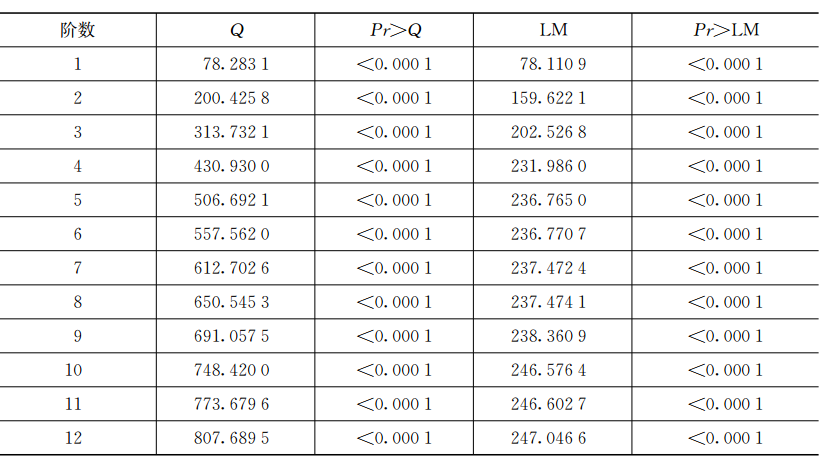 阶数 Q Pr＞Q LM Pr＞LM
1 78.283 1 ＜0.000 1 78.110 9 ＜0.000 1
2 200.425 8 ＜0.000 1 159.622 1 ＜0.000 1
3 313.732 1 ＜0.000 1 202.526 8 ＜0.000 1
4 430.930 0 ＜0.000 1 231.986 0 ＜0.000 1
5 506.692 1 ＜0.000 1 236.765 0 ＜0.000 1
6 557.562 0 ＜0.000 1 236.770 7 ＜0.000 1
7 612.702 6 ＜0.000 1 237.472 4 ＜0.000 1
8 650.545 3 ＜0.000 1 237.474 1 ＜0.000 1
9 691.057 5 ＜0.000 1 238.360 9 ＜0.000 1
10 748.420 0 ＜0.000 1 246.576 4 ＜0.000 1
11 773.679 6 ＜0.000 1 246.602 7 ＜0.000 1
12 807.689 5 ＜0.000 1 247.046 6 ＜0.000 1